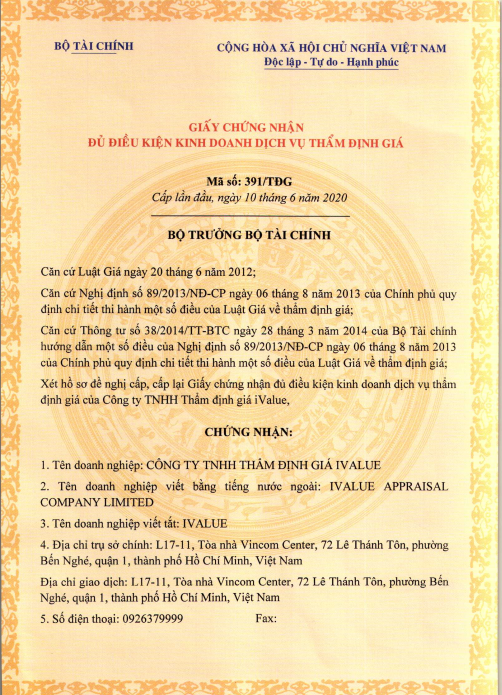 BỘ TÀI CHÍNH
CỘNG HÒA XÃ HỘI CHỦ NGHĨA VIỆT NAM
Độc lập - Tự do - Hạnh phúc
GIẤY CHỨNG NHẬN
ĐỦ ĐIỀU KIỆN KINH DOANH DỊCH VỤ THẨM ĐỊNH GIÁ
Mã số: 391/TĐG
Cấp lần đầu, ngày 10 tháng 6 năm 2020
BỘ TRƯỞNG BỘ TÀI CHÍNH
Căn cứ Luật Giá ngày 20 tháng 6 năm 2012;
Căn cứ Nghị định số 89/2013/NĐ-CP ngày 06 tháng 8 năm 2013 của Chính phủ quy
định chi tiết thi hành một số điều của Luật Giá về thẩm định giá;
Căn cứ Thông tư số 38/2014/TT-BTC ngày 28 tháng 3 năm 2014 của Bộ Tài chính
hướng dẫn một số điều của Nghị định số 89/2013/NĐ-CP ngày 06 tháng 8 năm 2013
của Chính phủ quy định chi tiết thi hành một số điều của Luật Giá về thẩm định giá;
Xét hồ sơ đề nghị cấp, cấp lại Giấy chứng nhận đủ điều kiện kinh doanh dịch vụ thẩm
định giá của Công ty TNHH Thẩm định giá iValue,
CHỨNG NHẬN:
1. Tên doanh nghiệp: CÔNG TY TNHH THẨM ĐỊNH GIÁ IVALUE
2. Tên doanh nghiệp viết bằng tiếng nước ngoài: IVALUE APPRAISAL
COMPANY LIMITED
3. Tên doanh nghiệp viết tắt: IVALUE
4. Địa chỉ trụ sở chính: L17-11, Tòa nhà Vincom Center, 72 Lê Thánh Tôn, phường
Bến Nghé, quận 1, thành phố Hồ Chí Minh, Việt Nam
Địa chỉ giao dịch: L17-11, Tòa nhà Vincom Center, 72 Lê Thánh Tôn, phường Bến
Nghé, quận 1, thành phố Hồ Chí Minh, Việt Nam
5. Số điện thoại: 0926379999 Fax: